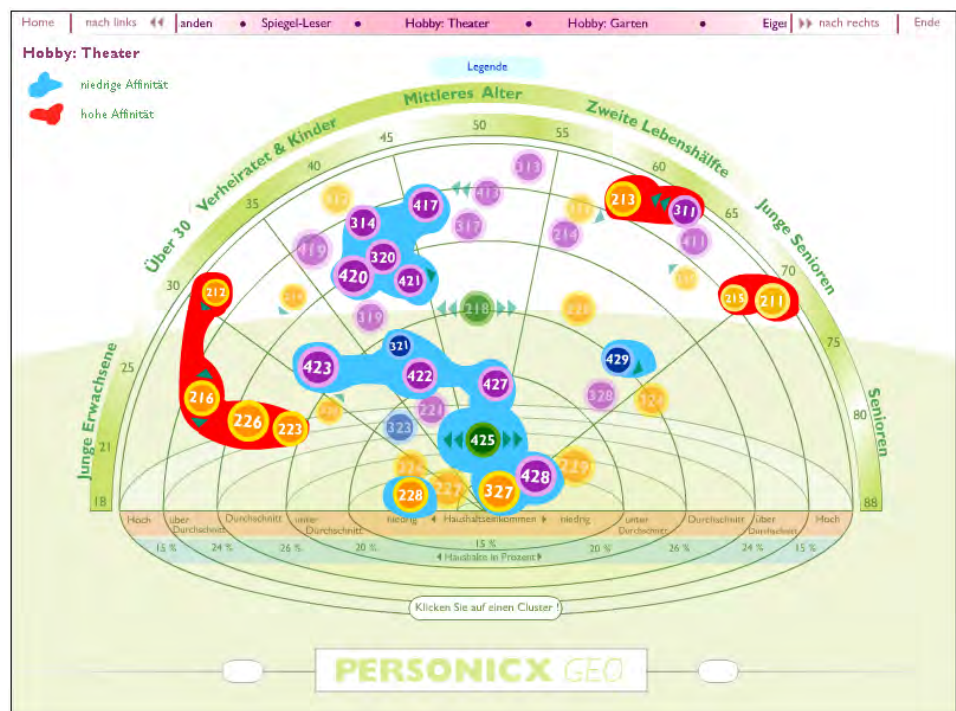 Home nach links anden Spiegel-Leser Hobby: Theater Hobby: Garten Eiger nach rechts Ende
Hobby: Theater
niedrige Affinität
hohe Affinität
Legende
Junge Erwachsene
Über 30
Verheiratet & Kinder
Mittleres Alter
Zweite Lebenshälfte
Junge Senioren
Senioren
18 21 25 30 35 40 45 50 55 60 65 70 75 80 88
313
417 413 213 311
314 317 214 411
419 320
420 421
212 215 211
319 218
321
423 422 427 429
216 328
226 223 221
323 425
428 229
228 227 327
Hoch über Durchschnitt Durchschnitt unter Durchschnitt niedrig Haushaltseinkommen niedrig unter Durchschnitt Durchschnitt über Durchschnitt Hoch
15 % 24 % 26 % 20 % 15 % 20 % 26 % 24 % 15 %
Haushalte in Prozent
Klicken Sie auf einen Cluster !
PERSONICX GEO